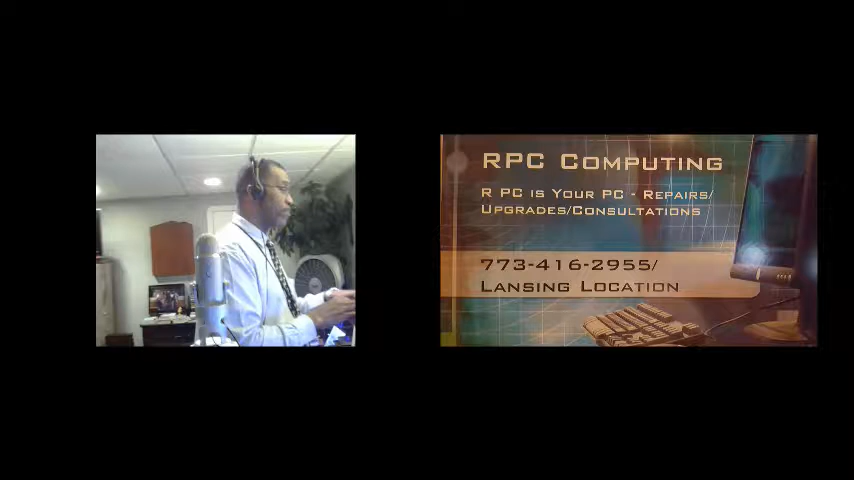 RPC Computing
R PC is Your PC - Repairs/
Upgrades/Consultations
773-416-2955/
Lansing Location